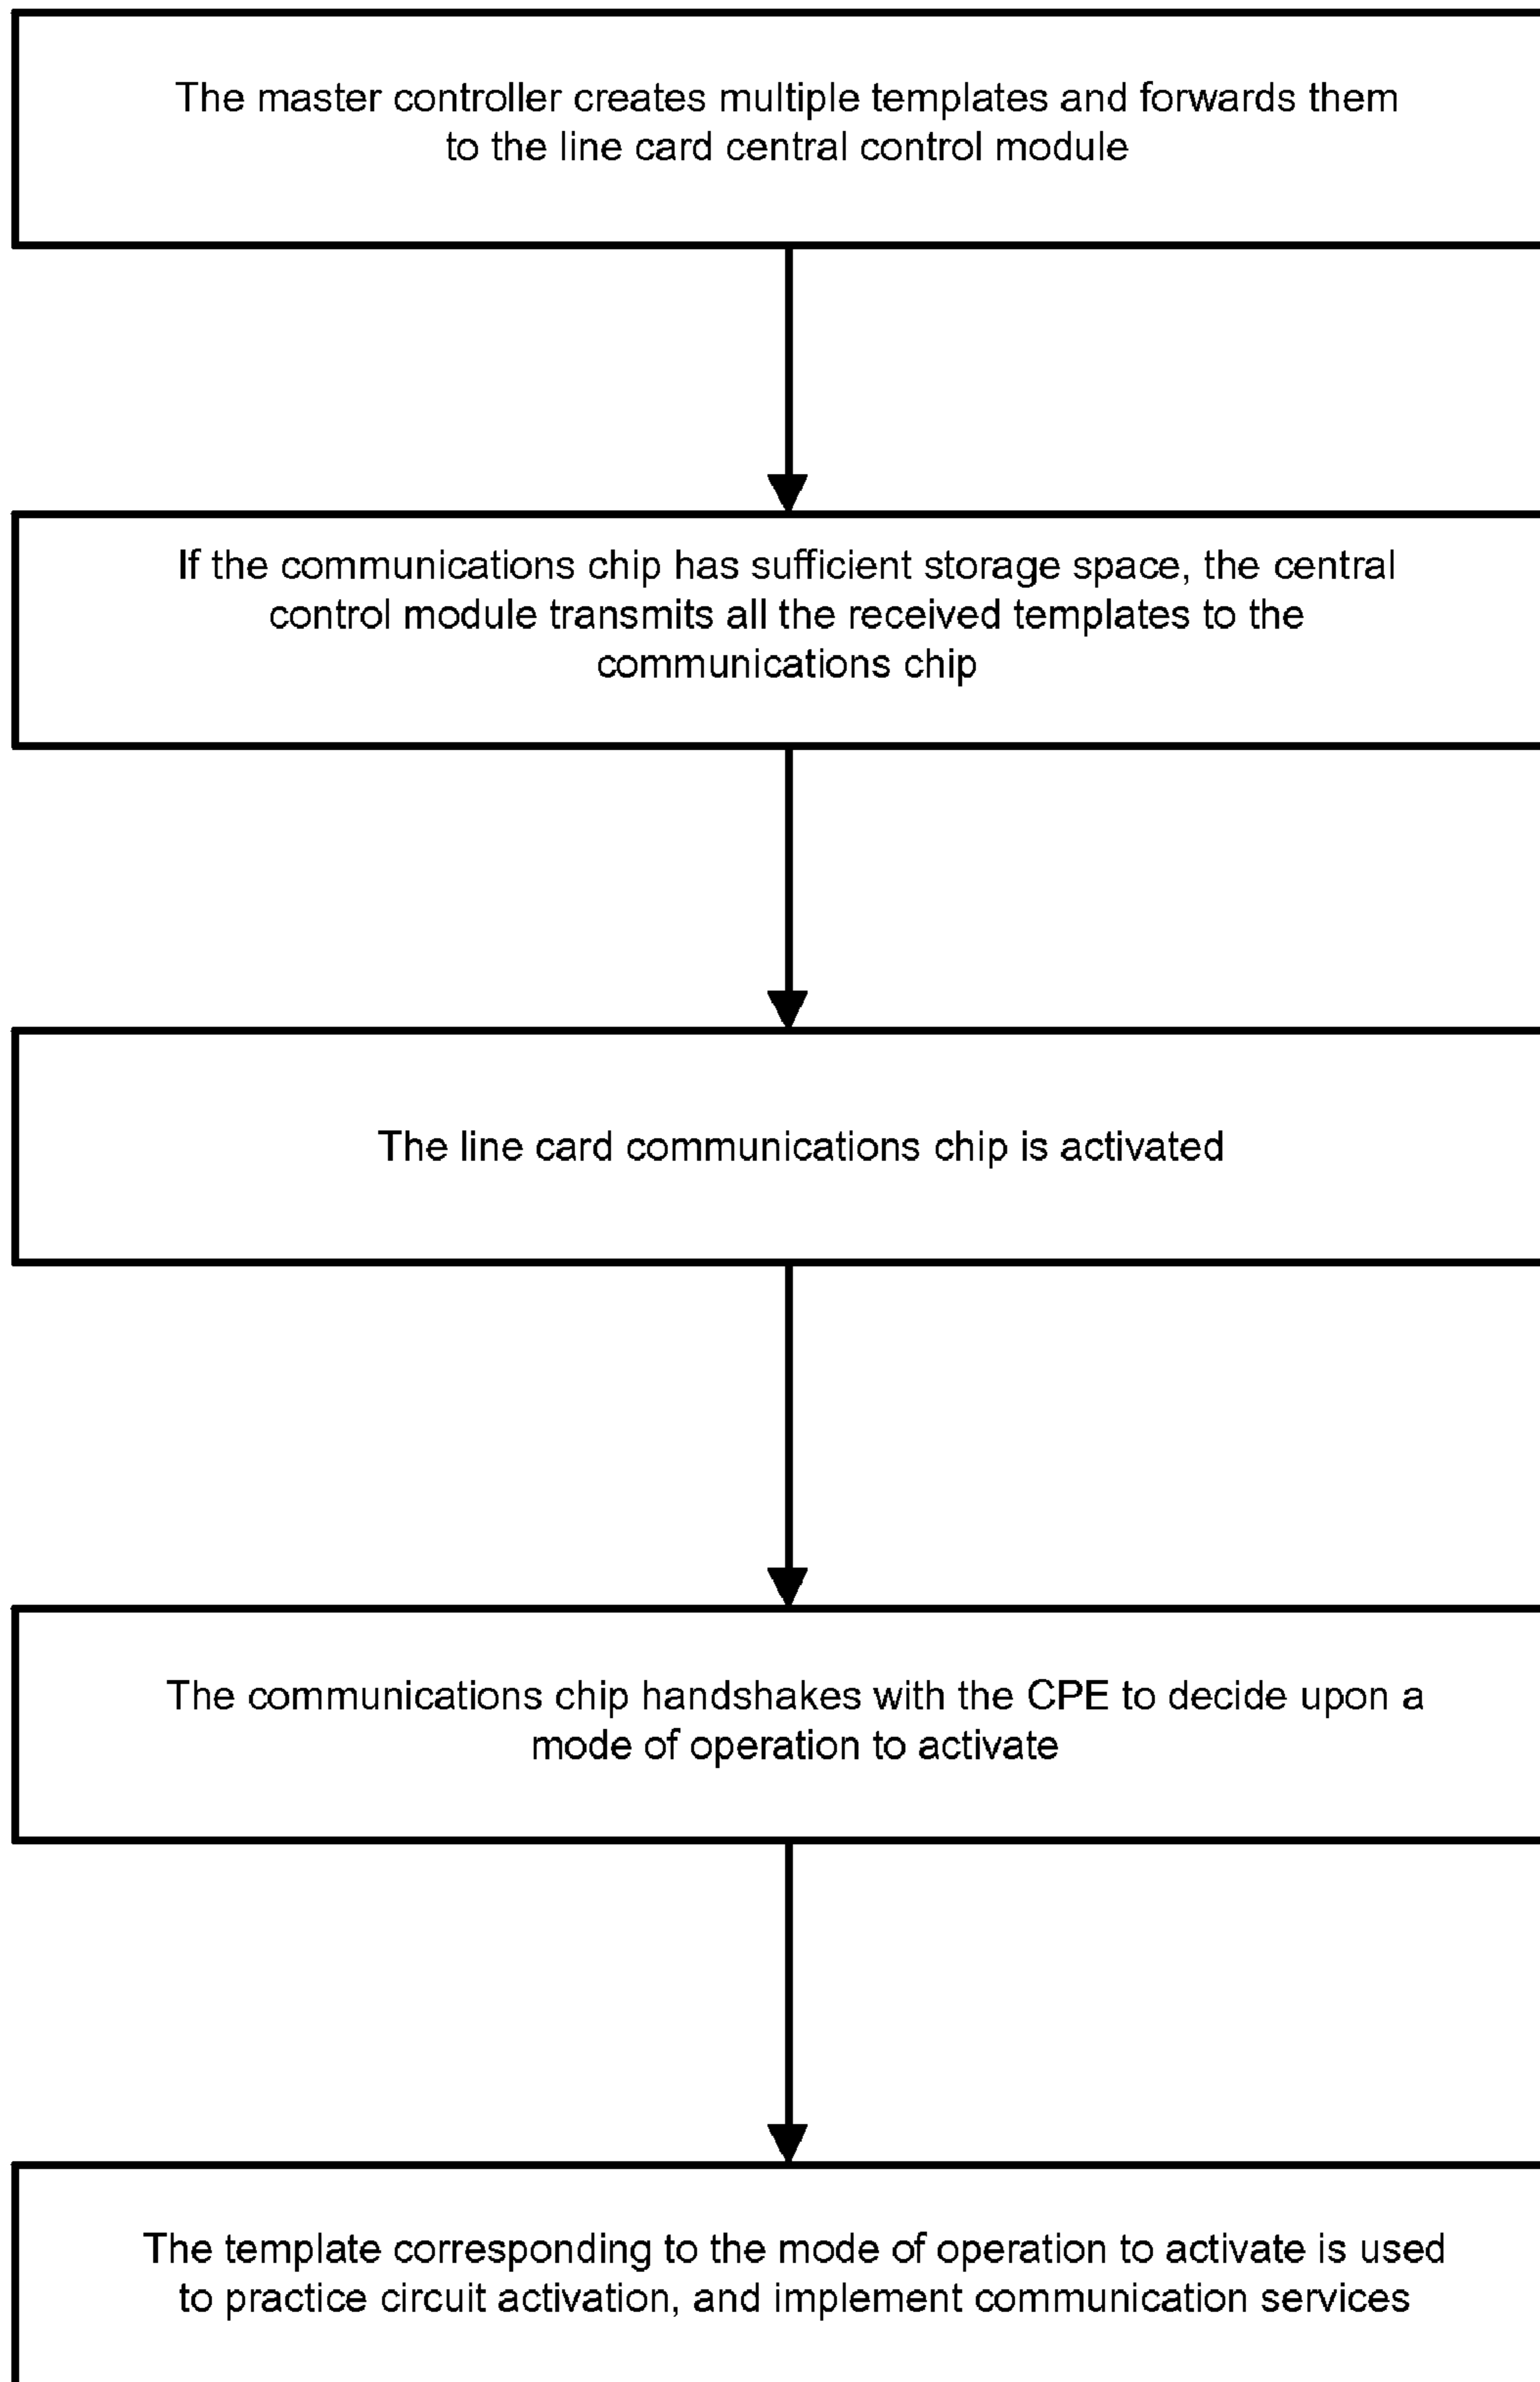 The master controller creates multiple templates and forwards them
to the line card central control module
If the communications chip has sufficient storage space, the central
control module transmits all the received templates to the
communications chip
The line card communications chip is activated
The communications chip handshakes with the CPE to decide upon a
mode of operation to activate
The template corresponding to the mode of operation to activate is used
to practice circuit activation, and implement communication services